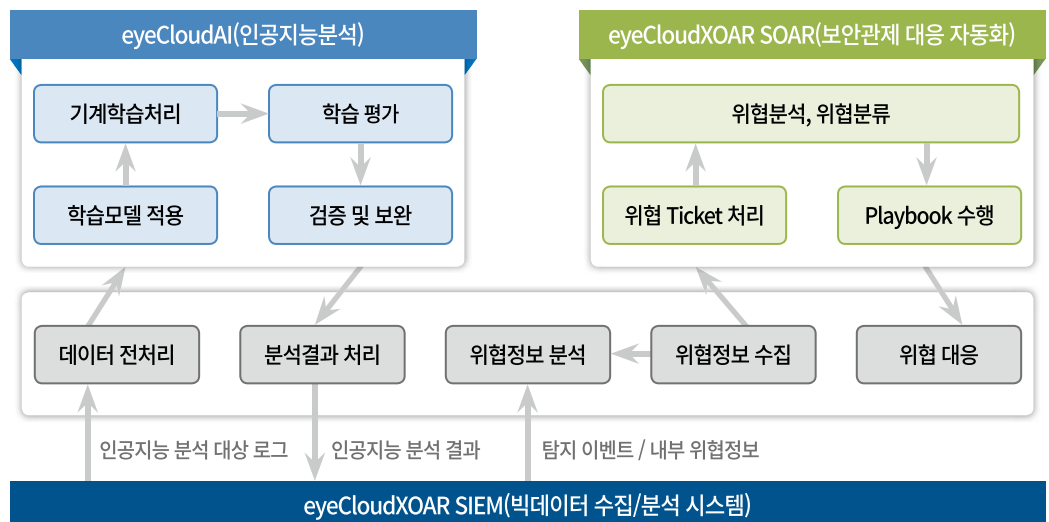 eyeCloudAI(인공지능분석)
eyeCloudXOAR SOAR(보안관제 대응 자동화)
기계학습처리
학습 평가
위협분석, 위협분류
학습모델 적용
검증 및 보완
위협 Ticket 처리
Playbook 수행
데이터 전처리
분석결과 처리
위협정보 분석
위협정보 수집
위협 대응
인공지능 분석 대상 로그
인공지능 분석 결과
탐지 이벤트 / 내부 위협정보
eyeCloudXOAR SIEM(빅데이터 수집/분석 시스템)